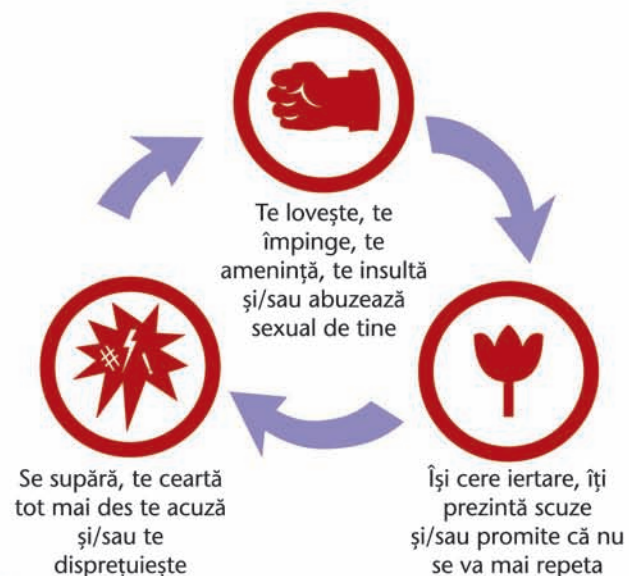 Te lovește, te
împinge, te
amenință, te insultă
și/sau abuzează
sexual de tine
#
!
Se supără, te ceartă
tot mai des te acuză
și/sau te
disprețuiește
Își cere iertare, îți
prezintă scuze
și/sau promite că nu
se va mai repeta